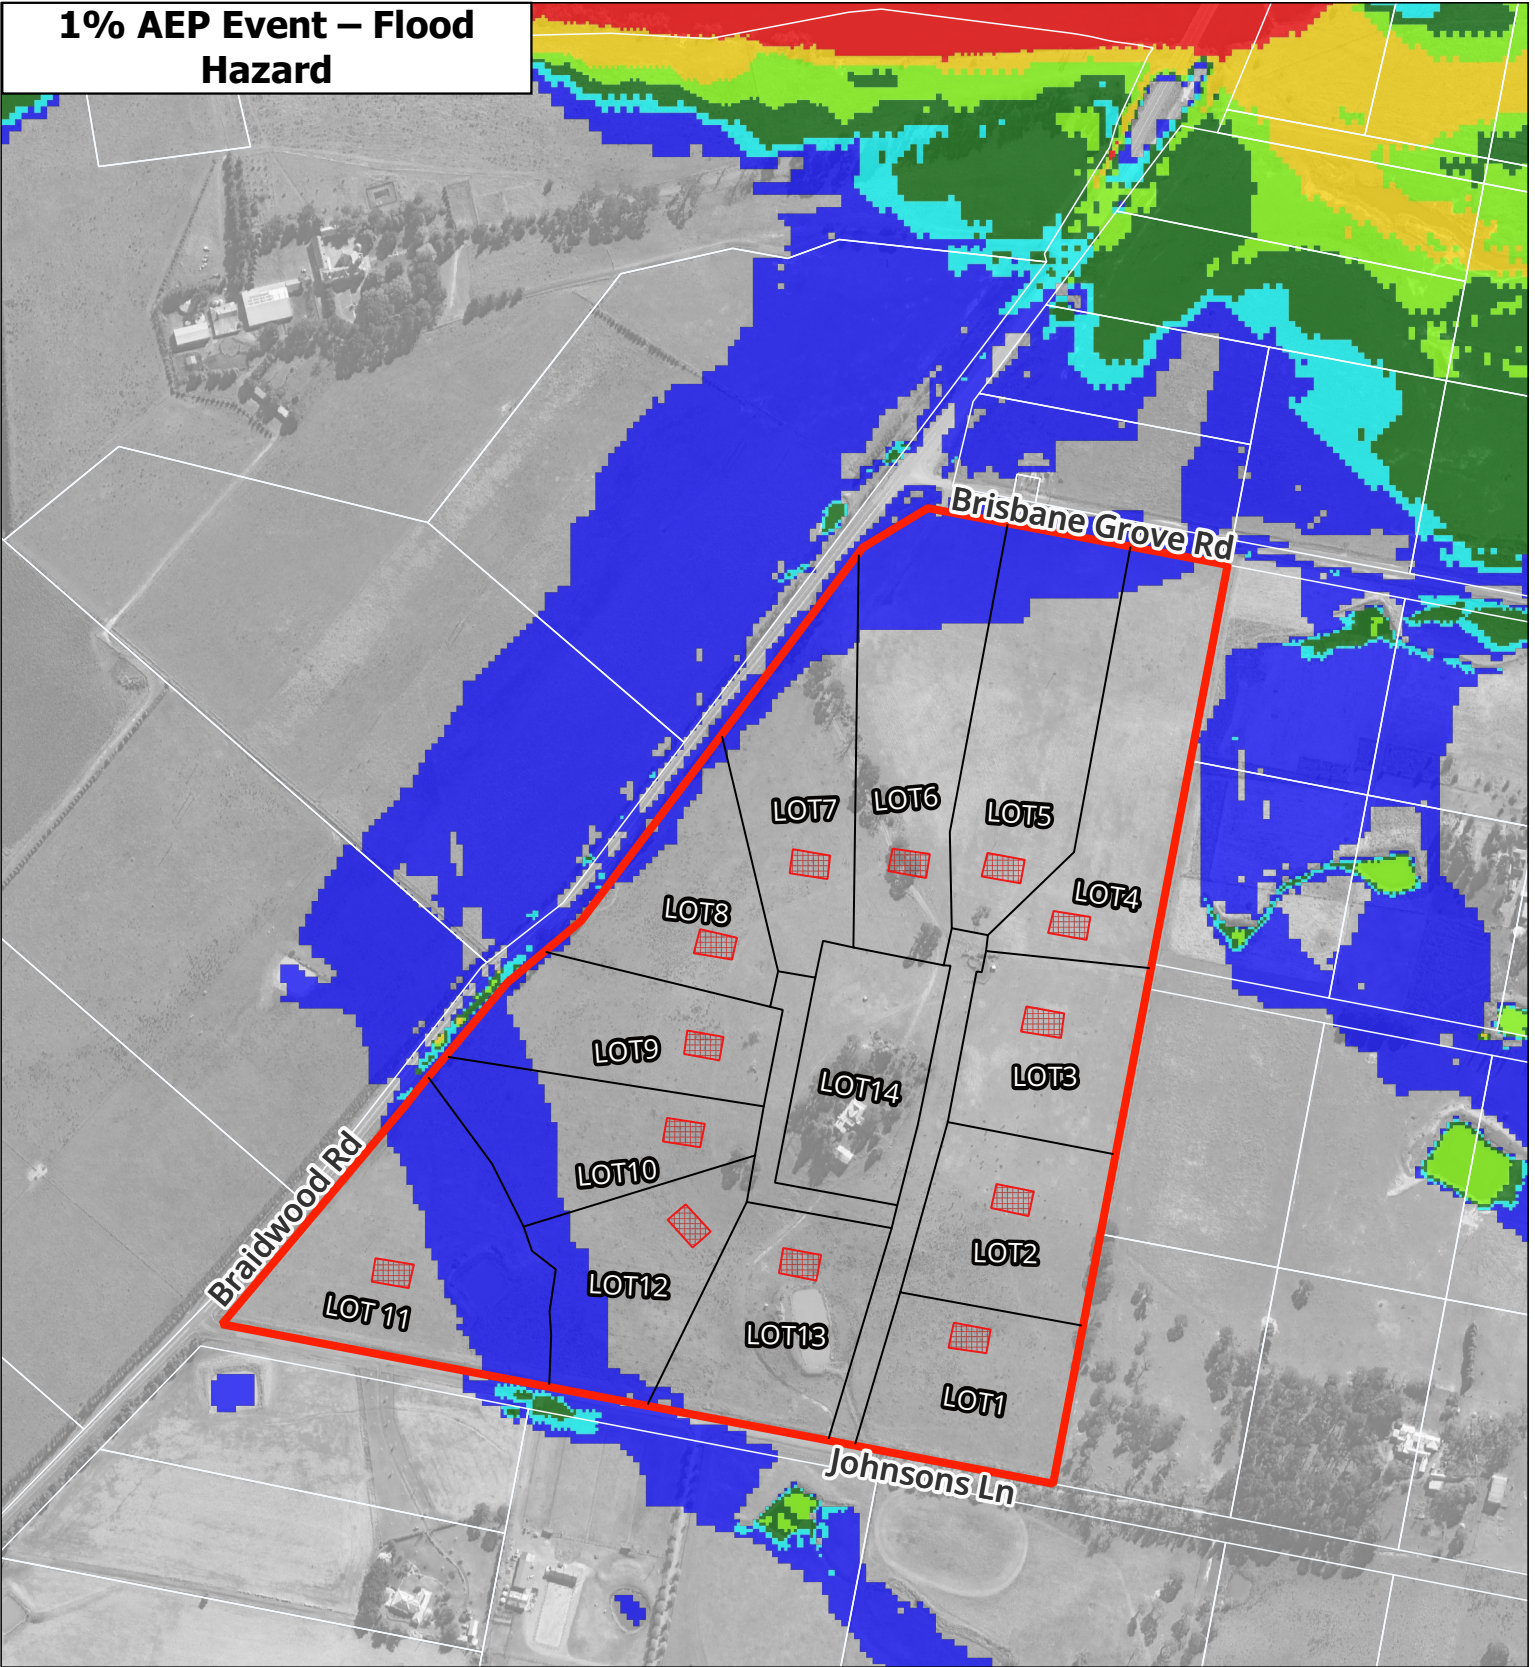 1% AEP Event – Flood
Hazard
Brisbane Grove Rd
LOT7
LOT6
LOT5
LOT4
LOT8
LOT9
LOT14
LOT3
LOT10
Braidwood Rd
LOT 11
LOT12
LOT2
LOT13
LOT1
Johnsons Ln